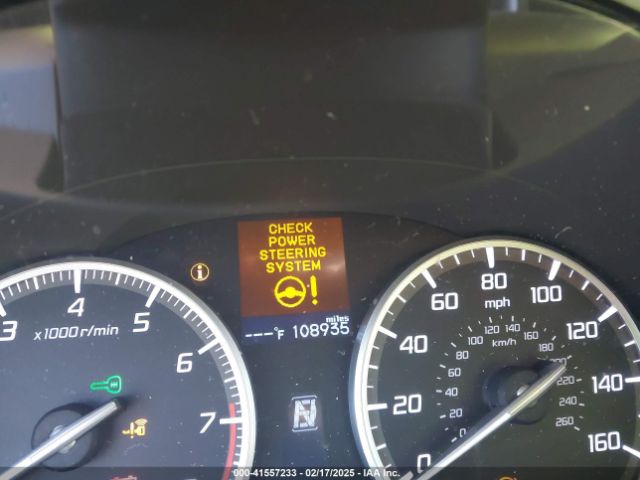 CHECK
POWER
STEERING
SYSTEM
miles
---°F 108935
3 4 5 6 7
x1000 r/min
N
0 20 40 60 80 100 120 140 160
mph
0 20 40 60 80 100 120 140 160 180 200 220 240 260
km/h
000-41557233 - 02/17/2025 - IAA Inc.